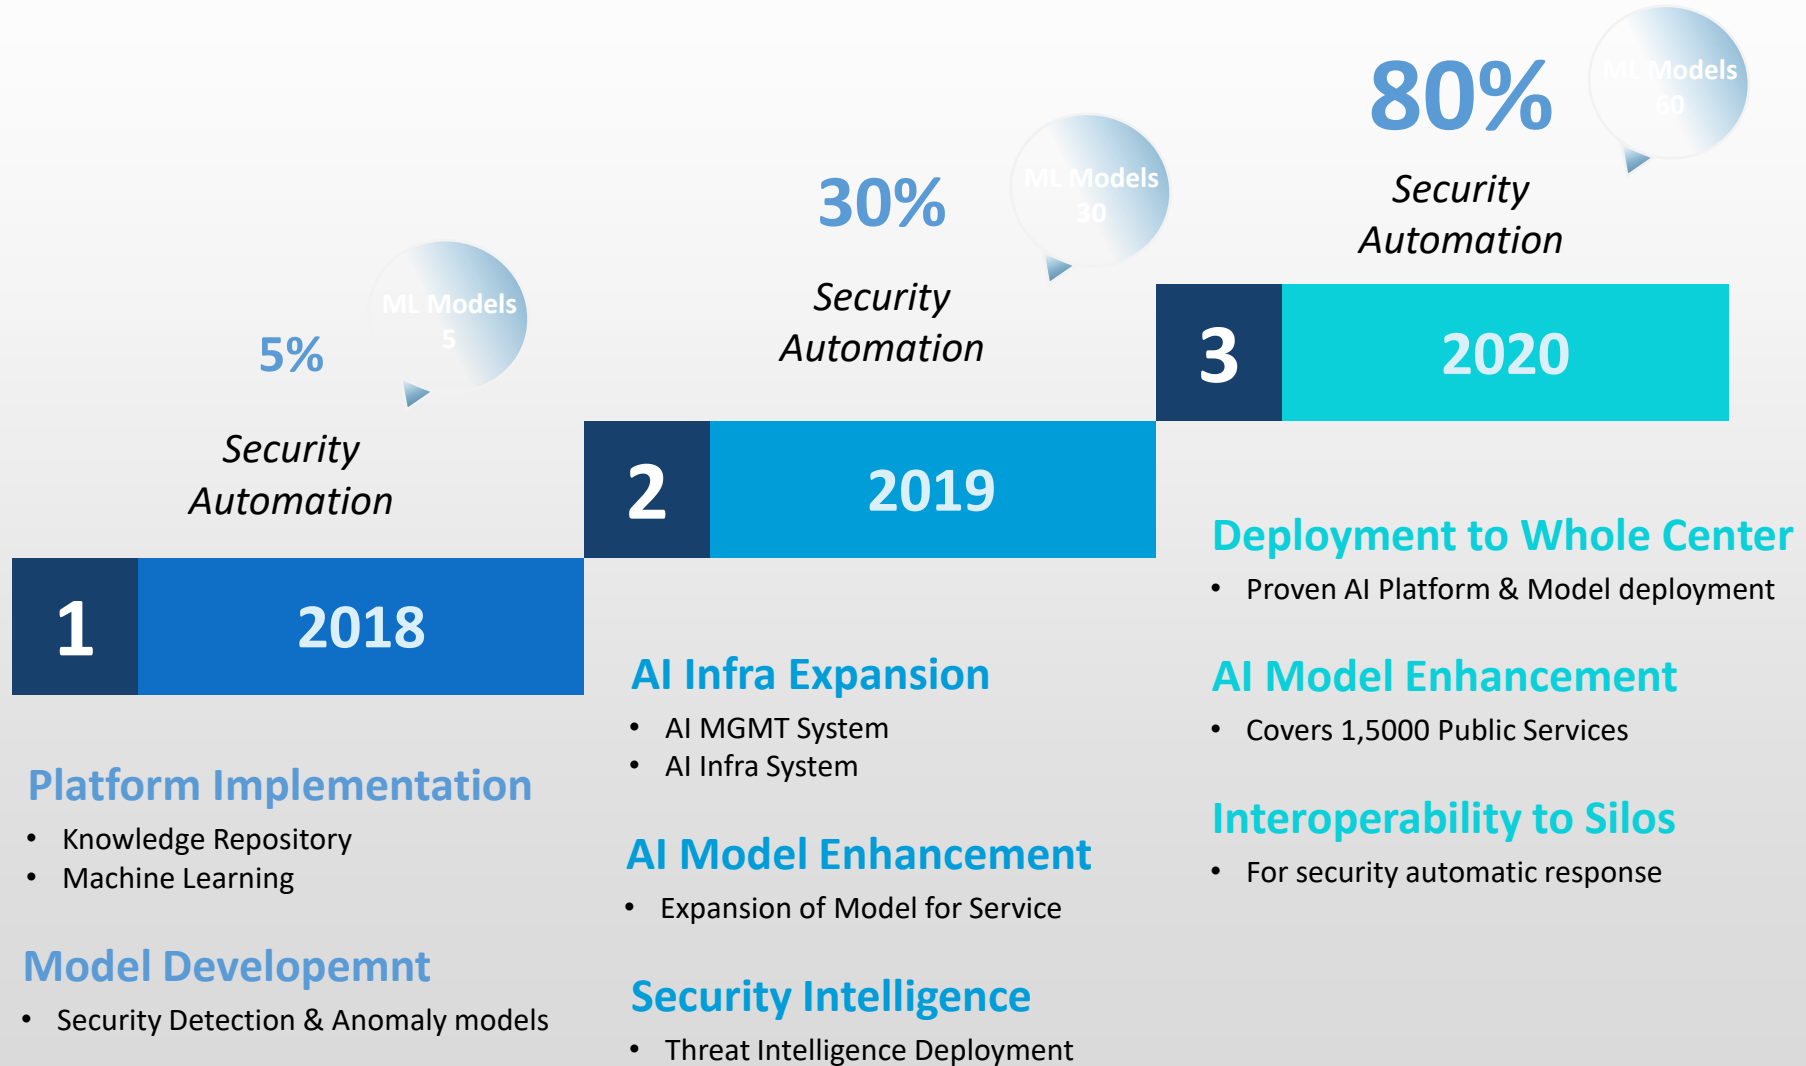 5%
ML Models
5
Security
Automation
1
2018
Platform Implementation
• Knowledge Repository
• Machine Learning
Model Developemnt
• Security Detection & Anomaly models
30%
ML Models
30
Security
Automation
2
2019
AI Infra Expansion
• AI MGMT System
• AI Infra System
AI Model Enhancement
• Expansion of Model for Service
Security Intelligence
• Threat Intelligence Deployment
80%
ML Models
60
Security
Automation
3
2020
Deployment to Whole Center
• Proven AI Platform & Model deployment
AI Model Enhancement
• Covers 1,5000 Public Services
Interoperability to Silos
• For security automatic response